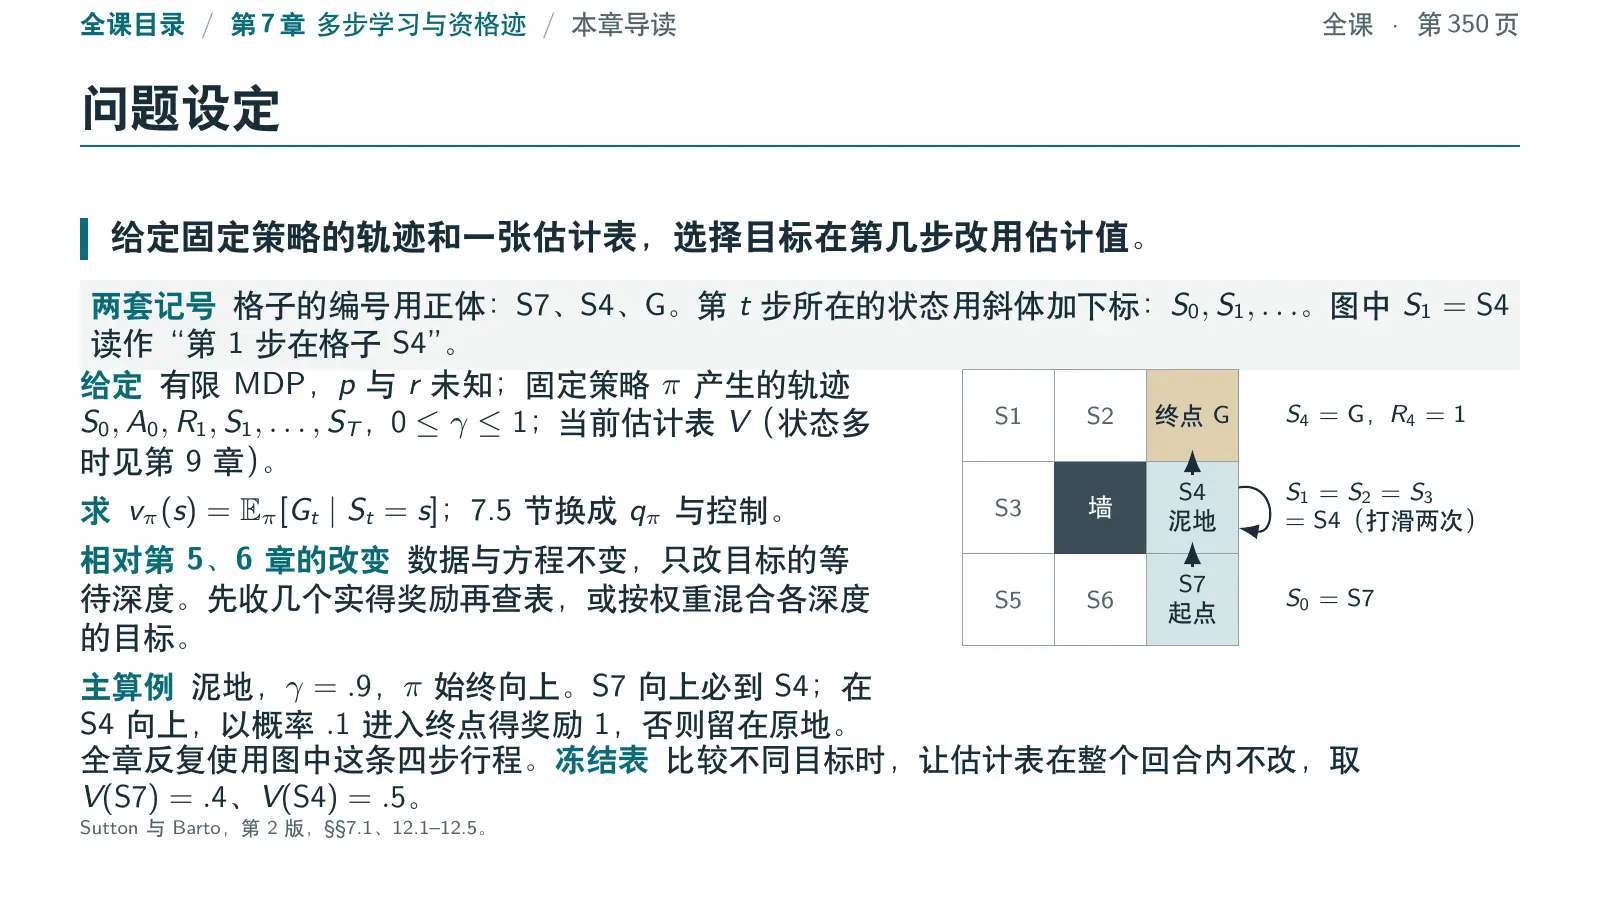 全课目录 / 第 7 章 多步学习与资格迹 / 本章导读
全课 · 第 350 页
问题设定
给定固定策略的轨迹和一张估计表，选择目标在第几步改用估计值。
两套记号 格子的编号用正体：S7、S4、G。第 t 步所在的状态用斜体加下标：S₀, S₁, …。图中 S₁ = S4
读作 “第 1 步在格子 S4”。
给定 有限 MDP，p 与 r 未知；固定策略 π 产生的轨迹
S₀, A₀, R₁, S₁, …, S_T，0 ≤ γ ≤ 1；当前估计表 V（状态多
时见第 9 章）。
求 v_π(s) = 𝔼_π[G_t | S_t = s]；7.5 节换成 q_π 与控制。
相对第 5、6 章的改变 数据与方程不变，只改目标的等
待深度。先收几个实得奖励再查表，或按权重混合各深度
的目标。
主算例 泥地，γ = .9，π 始终向上。S7 向上必到 S4；在
S4 向上，以概率 .1 进入终点得奖励 1，否则留在原地。
全章反复使用图中这条四步行程。冻结表 比较不同目标时，让估计表在整个回合内不改，取
V(S7) = .4、V(S4) = .5。
Sutton 与 Barto，第 2 版，§§7.1、12.1–12.5。
S1
S2
终点 G
S₄ = G，R₄ = 1
S3
墙
S4
泥地
S₁ = S₂ = S₃
= S4（打滑两次）
S5
S6
S7
起点
S₀ = S7